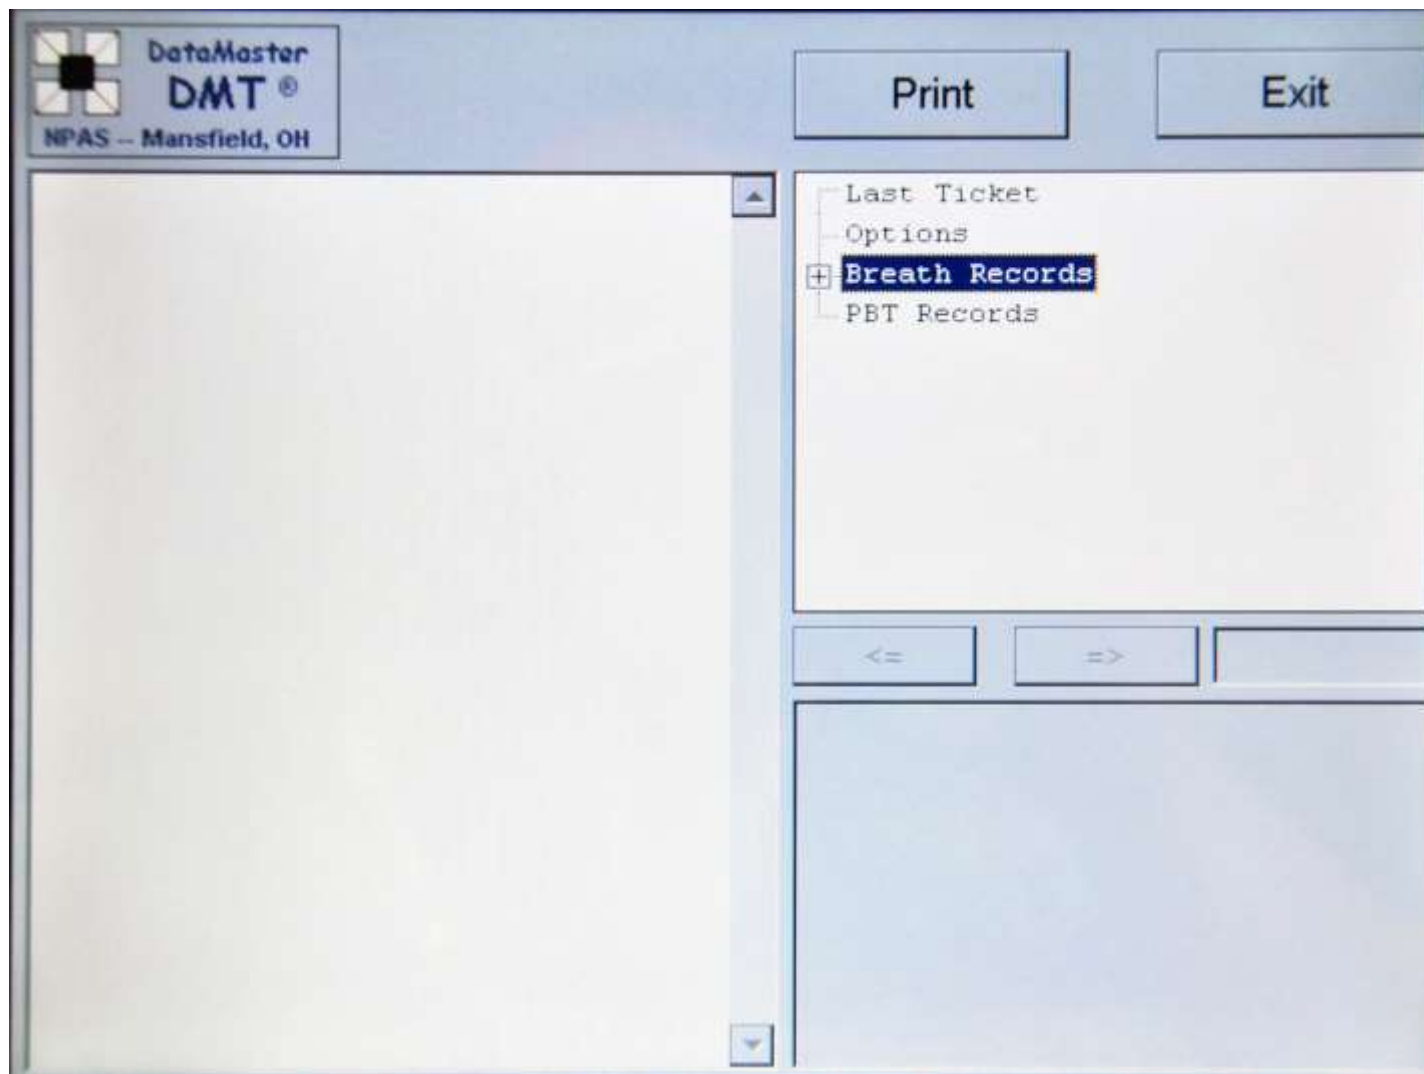 DataMaster
DMT ®
NPAS -- Mansfield, OH
Print
Exit
Last Ticket
Options
Breath Records
PBT Records
<=
=>